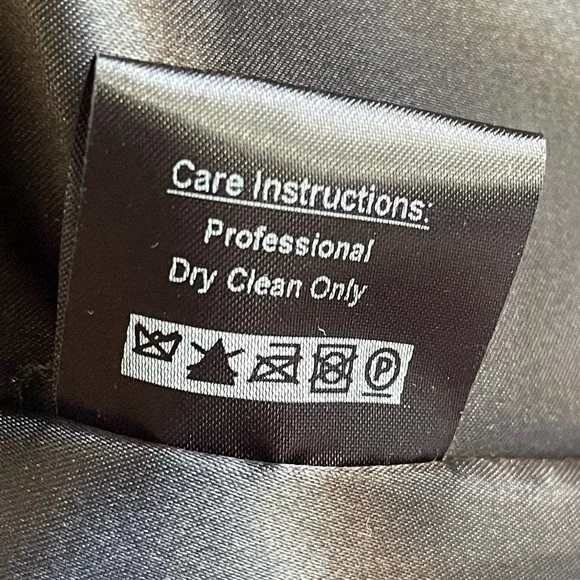 Care Instructions:
Professional
Dry Clean Only
P